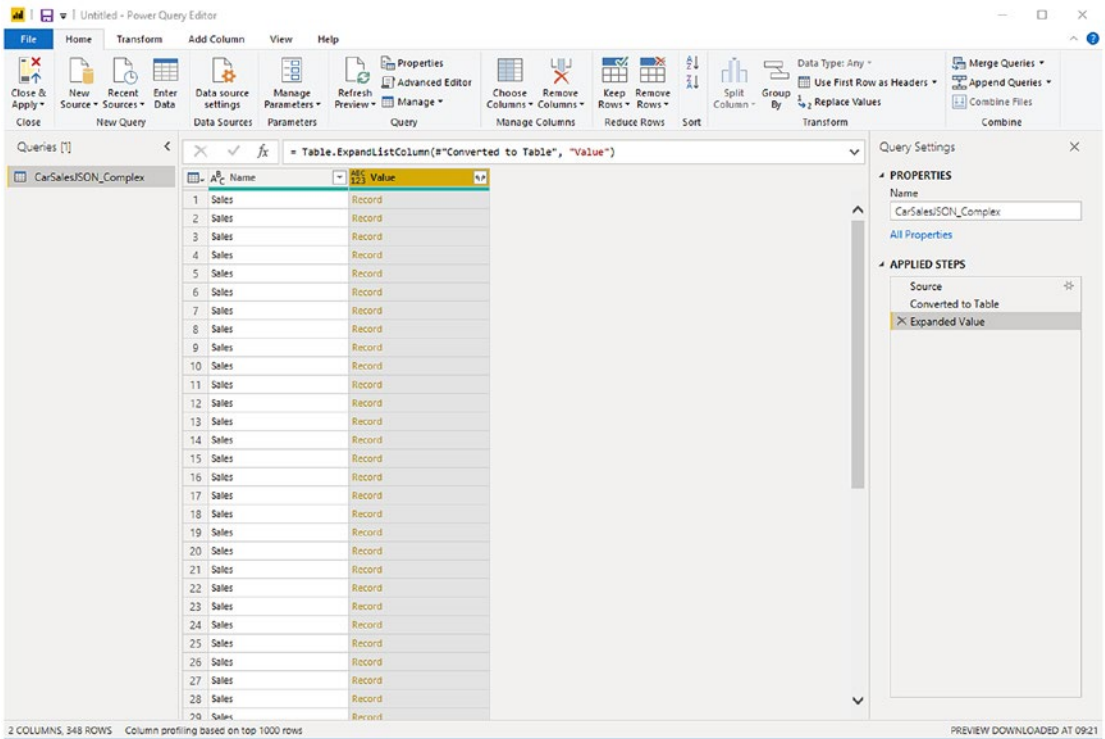 Untitled - Power Query Editor
File Home Transform Add Column View Help
Close & Apply
New Source
Recent Sources
Enter Data
Data source settings
Manage Parameters
Refresh Preview
Properties
Advanced Editor
Manage
Choose Columns
Remove Columns
Keep Rows
Remove Rows
Split Column
Group By
Data Type: Any
Use First Row as Headers
Replace Values
Merge Queries
Append Queries
Combine Files
Close New Query Data Sources Parameters Query Manage Columns Reduce Rows Sort Transform Combine
Queries [1]
CarSalesJSON_Complex
fx = Table.ExpandListColumn(#"Converted to Table", "Value")
ABC Name ABC 123 Value
1 Sales Record
2 Sales Record
3 Sales Record
4 Sales Record
5 Sales Record
6 Sales Record
7 Sales Record
8 Sales Record
9 Sales Record
10 Sales Record
11 Sales Record
12 Sales Record
13 Sales Record
14 Sales Record
15 Sales Record
16 Sales Record
17 Sales Record
18 Sales Record
19 Sales Record
20 Sales Record
21 Sales Record
22 Sales Record
23 Sales Record
24 Sales Record
25 Sales Record
26 Sales Record
27 Sales Record
28 Sales Record
29 Sales Record
Query Settings
PROPERTIES
Name
CarSalesJSON_Complex
All Properties
APPLIED STEPS
Source
Converted to Table
Expanded Value
2 COLUMNS, 348 ROWS Column profiling based on top 1000 rows
PREVIEW DOWNLOADED AT 09:21